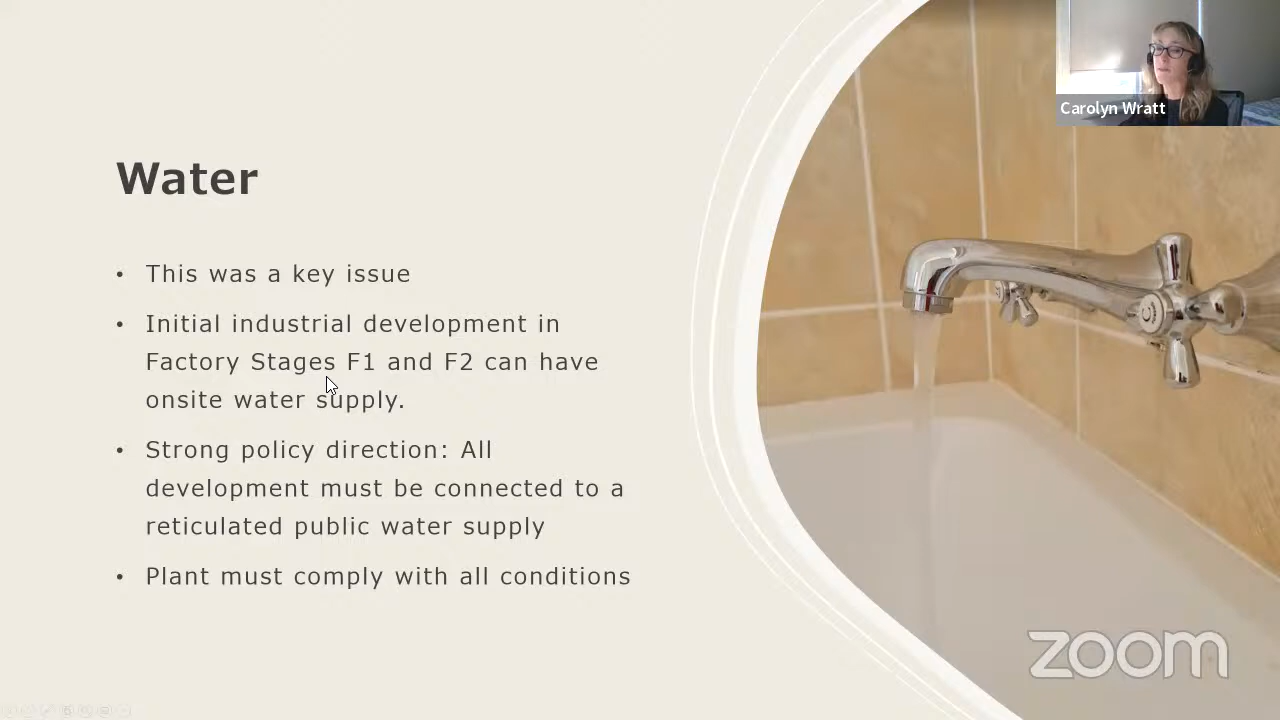 Carolyn Wratt
Water
• This was a key issue
• Initial industrial development in
Factory Stages F1 and F2 can have
onsite water supply.
• Strong policy direction: All
development must be connected to a
reticulated public water supply
• Plant must comply with all conditions
zoom